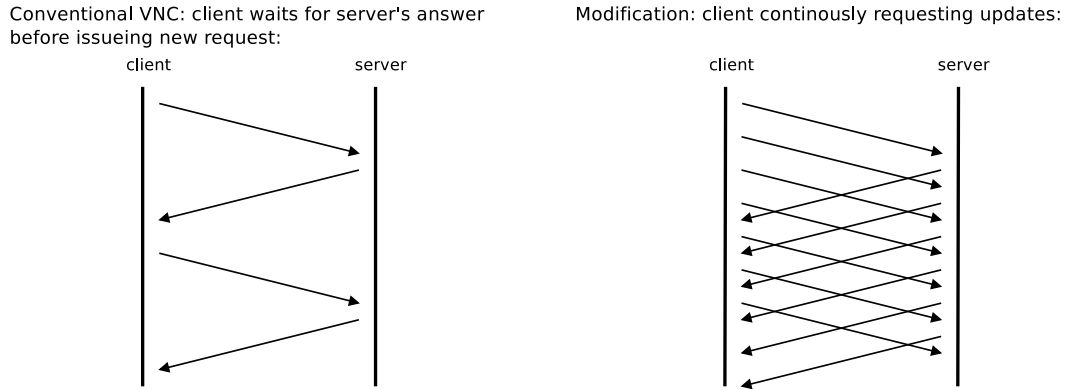 Conventional VNC: client waits for server's answer
before issueing new request:
client
server
Modification: client continously requesting updates:
client
server